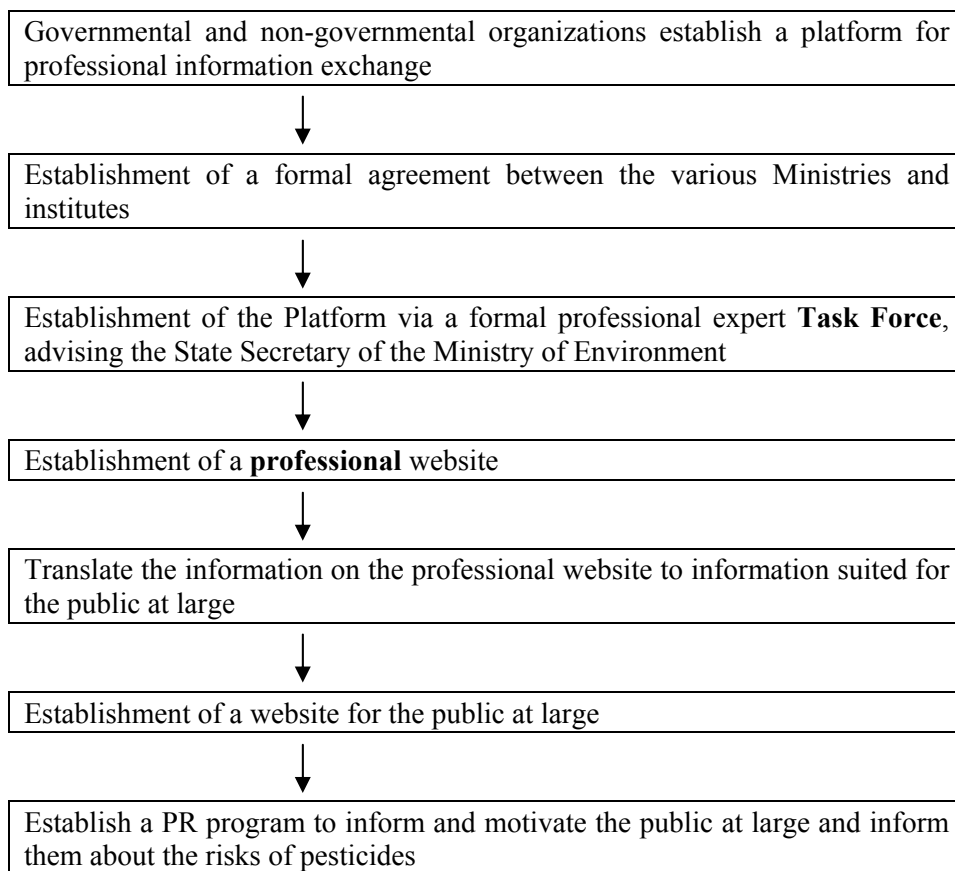 Governmental and non-governmental organizations establish a platform for
professional information exchange
Establishment of a formal agreement between the various Ministries and
institutes
Establishment of the Platform via a formal professional expert Task Force,
advising the State Secretary of the Ministry of Environment
Establishment of a professional website
Translate the information on the professional website to information suited for
the public at large
Establishment of a website for the public at large
Establish a PR program to inform and motivate the public at large and inform
them about the risks of pesticides